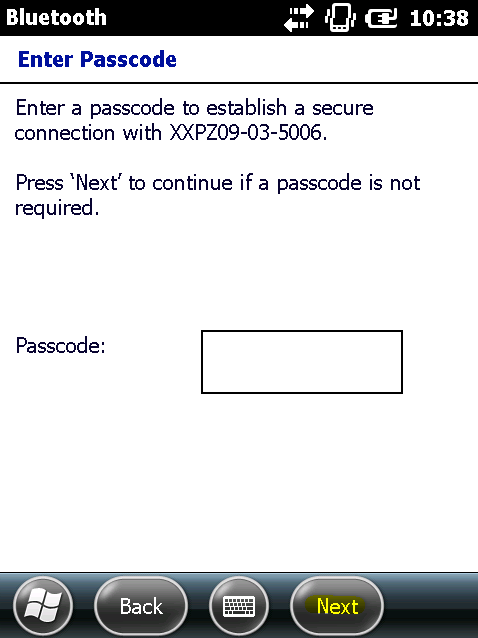 Bluetooth 10:38
Enter Passcode
Enter a passcode to establish a secure
connection with XXPZ09-03-5006.
Press ‘Next’ to continue if a passcode is not
required.
Passcode:
Back Next